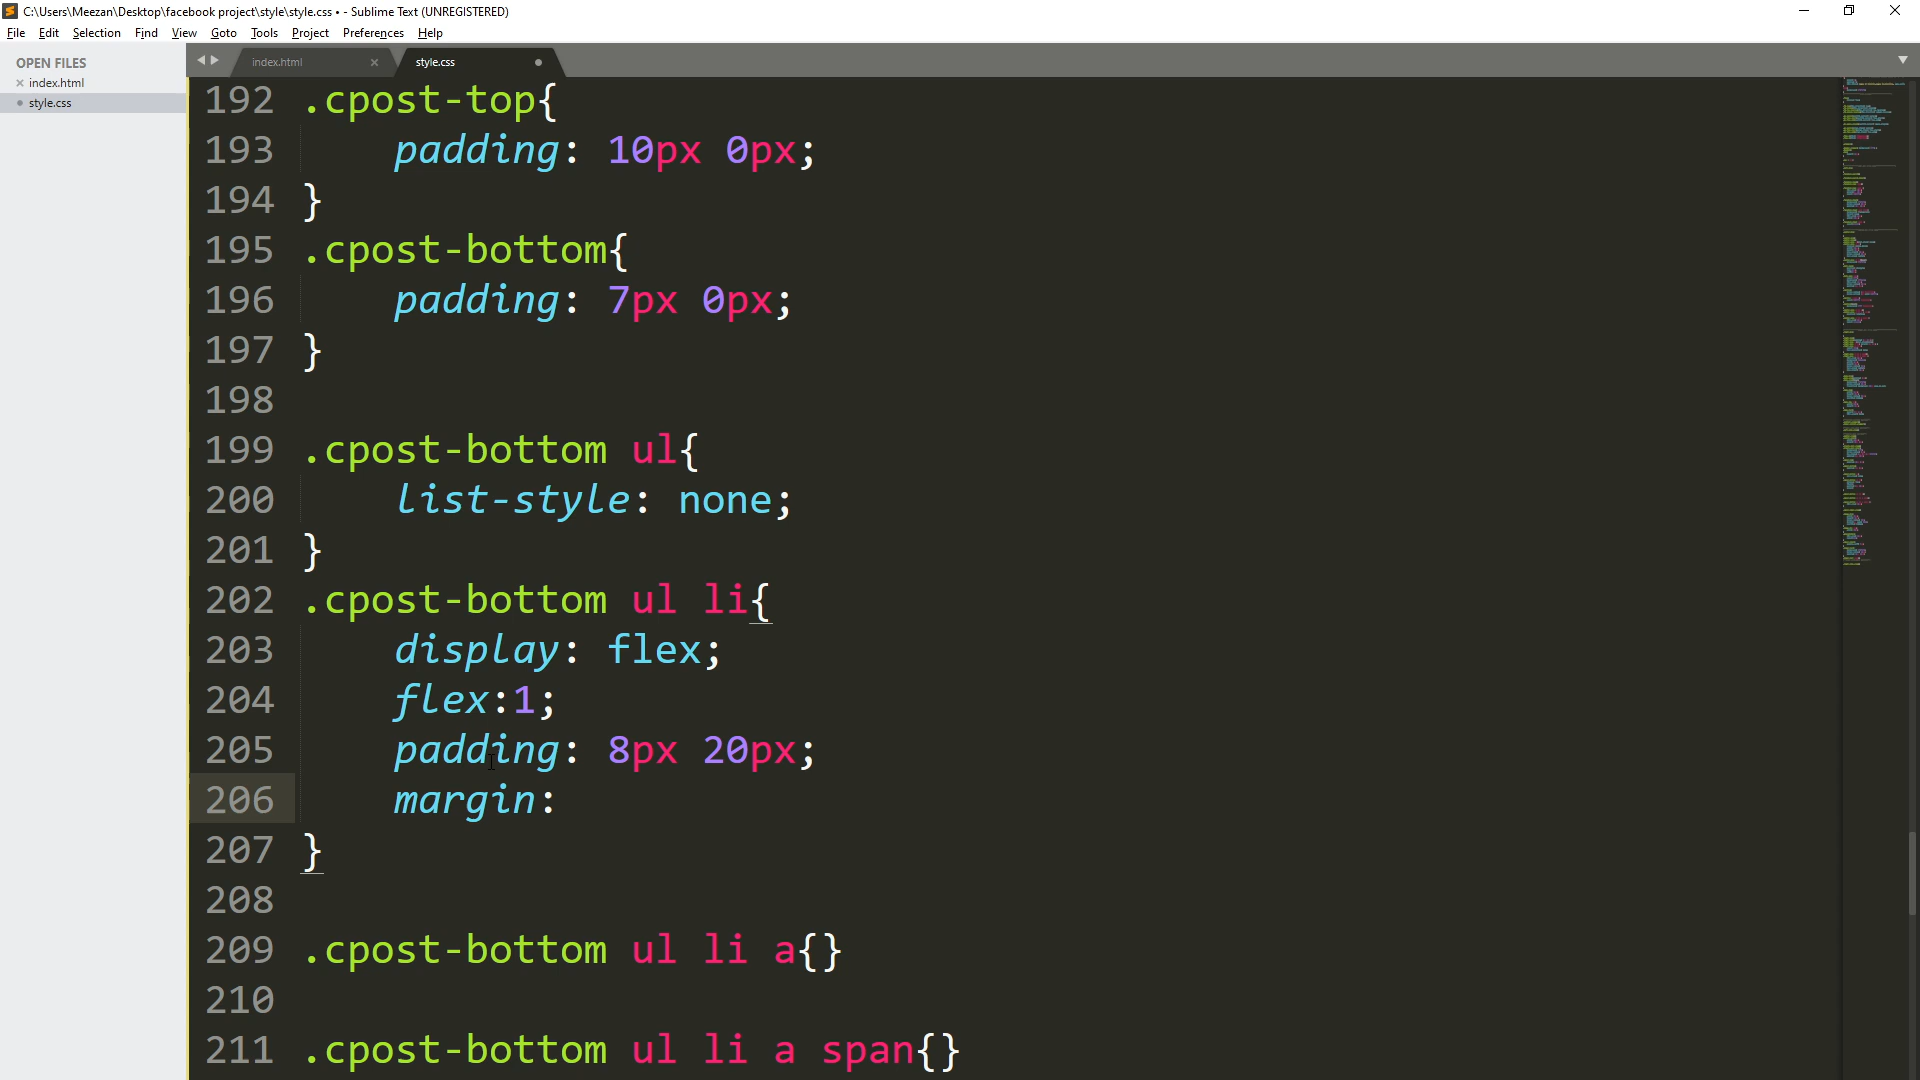 C:\Users\Meezan\Desktop\facebook project\style\style.css • - Sublime Text (UNREGISTERED)
File Edit Selection Find View Goto Tools Project Preferences Help
OPEN FILES
index.html
style.css
index.html
style.css
192 .cpost-top{
193 padding: 10px 0px;
194 }
195 .cpost-bottom{
196 padding: 7px 0px;
197 }
198
199 .cpost-bottom ul{
200 list-style: none;
201 }
202 .cpost-bottom ul li{
203 display: flex;
204 flex:1;
205 padding: 8px 20px;
206 margin:
207 }
208
209 .cpost-bottom ul li a{}
210
211 .cpost-bottom ul li a span{}